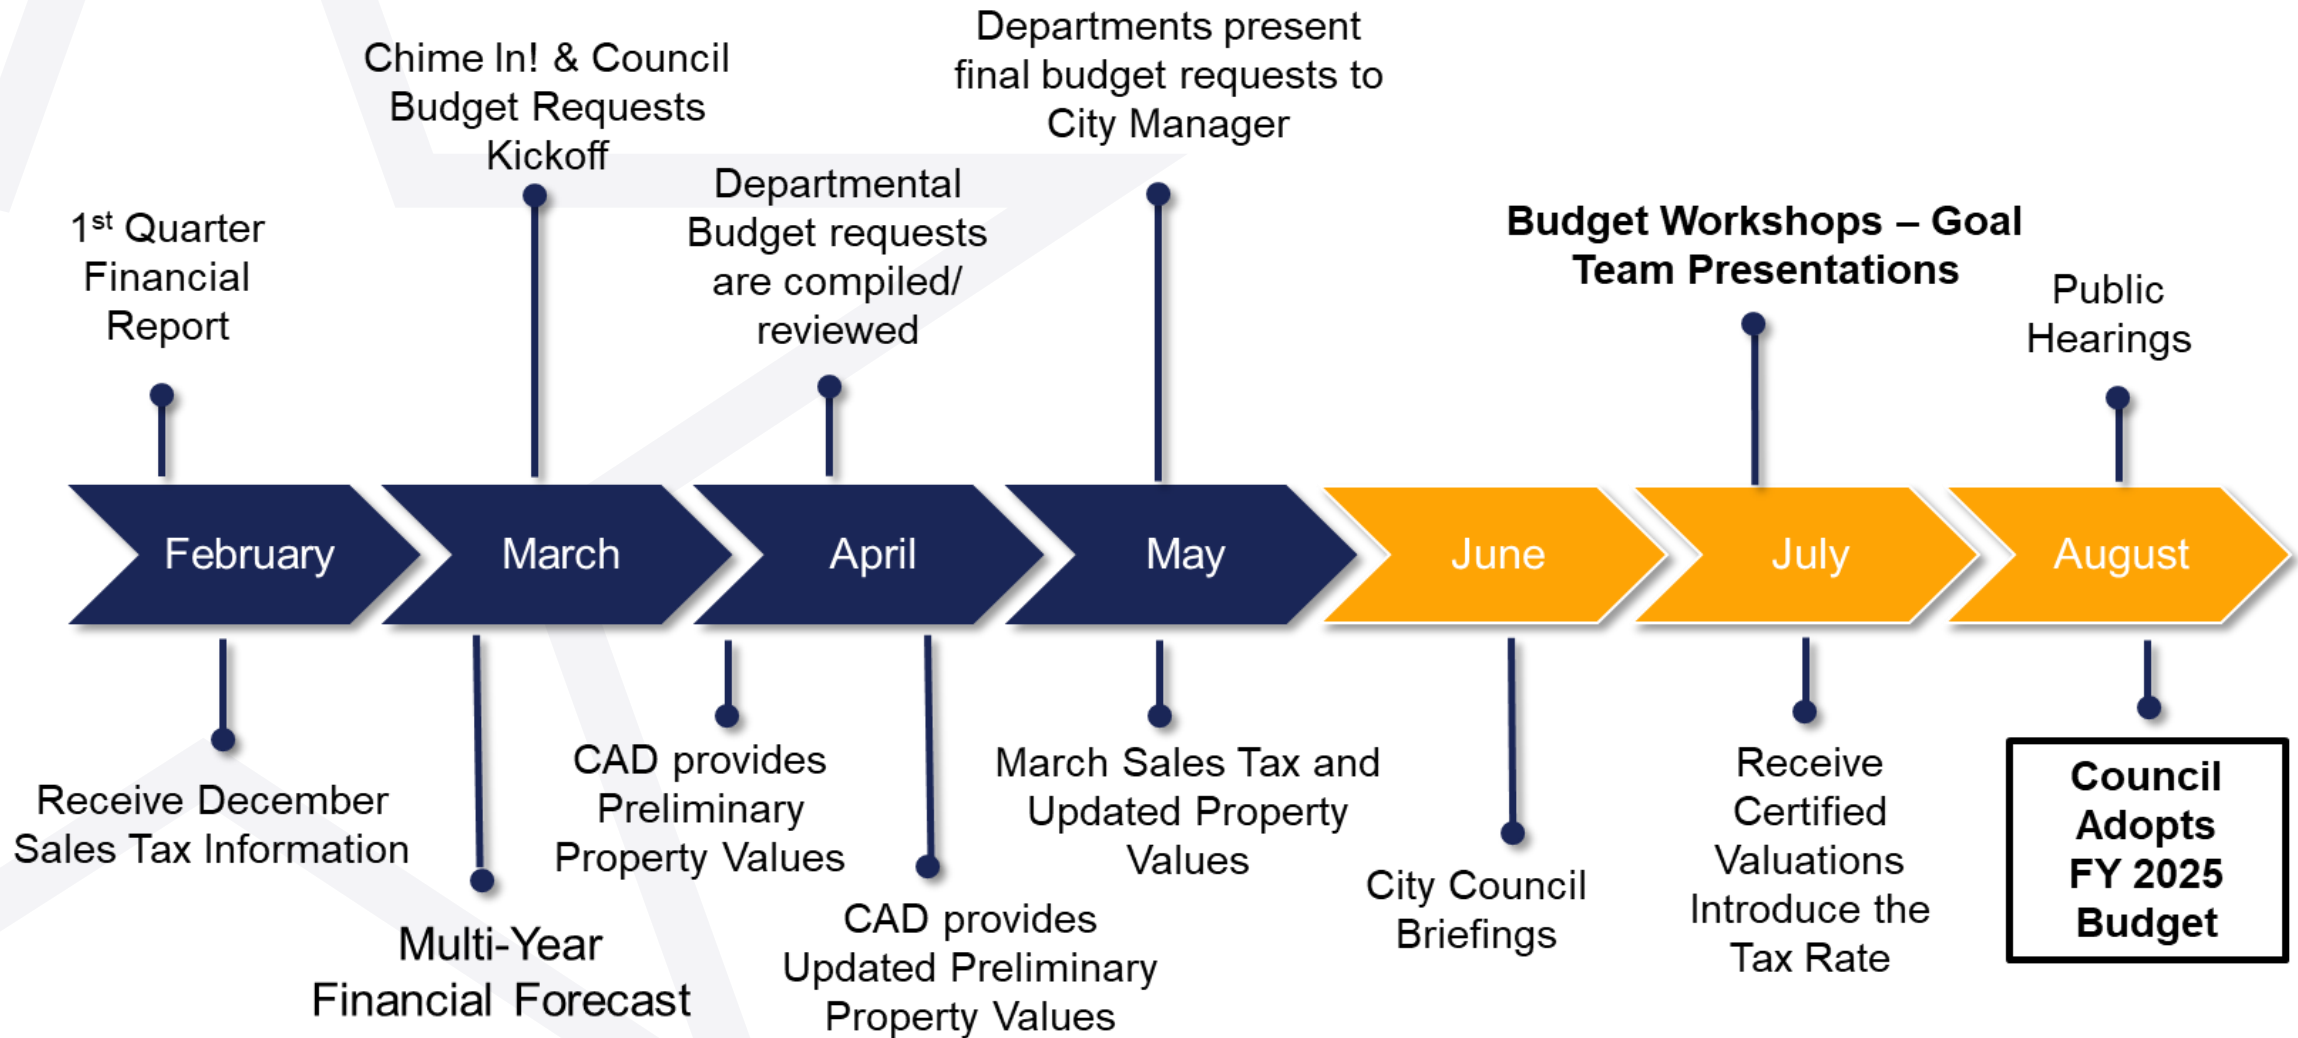 1st Quarter
Financial
Report
Chime In! & Council
Budget Requests
Kickoff
Departmental
Budget requests
are compiled/
reviewed
Departments present
final budget requests to
City Manager
Budget Workshops – Goal
Team Presentations
Public
Hearings
February
March
April
May
June
July
August
Receive December
Sales Tax Information
Multi-Year
Financial Forecast
CAD provides
Preliminary
Property Values
CAD provides
Updated Preliminary
Property Values
March Sales Tax and
Updated Property
Values
City Council
Briefings
Receive
Certified
Valuations
Introduce the
Tax Rate
Council
Adopts
FY 2025
Budget